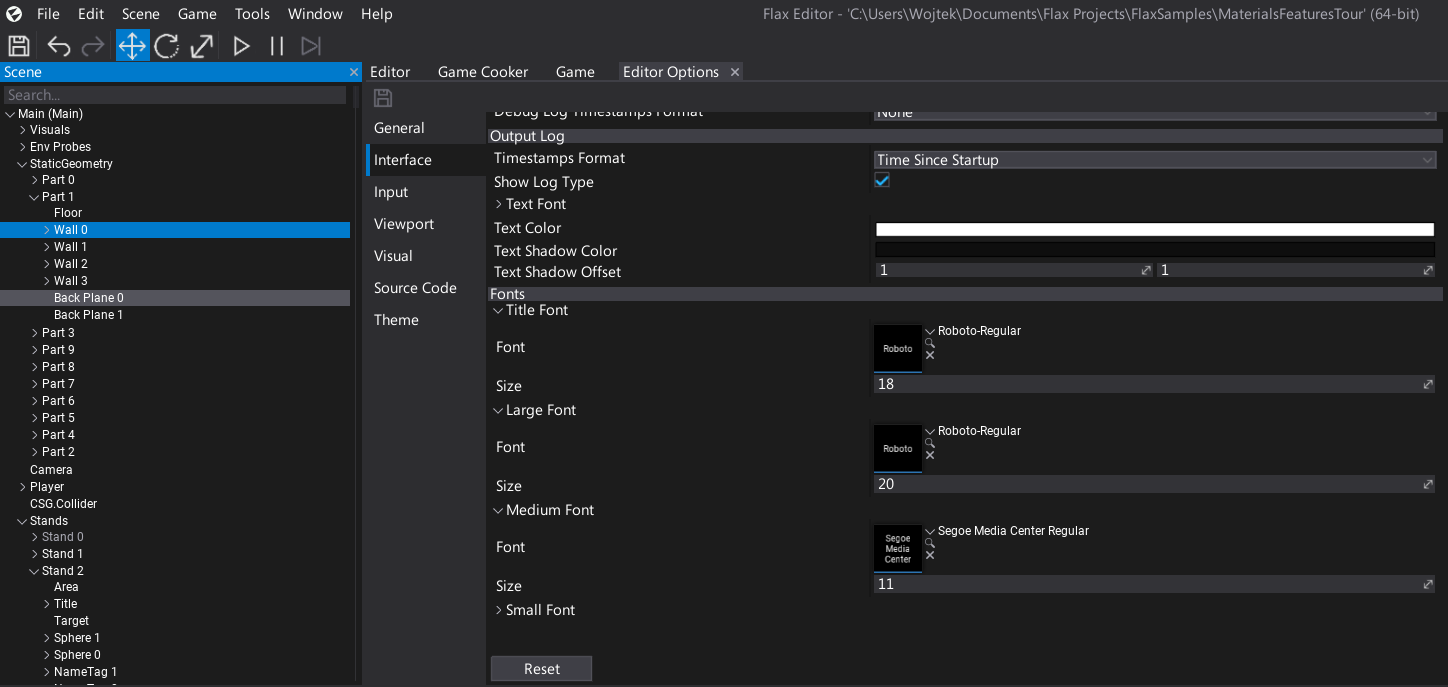 File Edit Scene Game Tools Window Help
Flax Editor - 'C:\Users\Wojtek\Documents\Flax Projects\FlaxSamples\MaterialsFeaturesTour' (64-bit)
Scene
Search...
Main (Main)
Visuals
Env Probes
StaticGeometry
Part 0
Part 1
Floor
Wall 0
Wall 1
Wall 2
Wall 3
Back Plane 0
Back Plane 1
Part 3
Part 9
Part 8
Part 7
Part 6
Part 5
Part 4
Part 2
Camera
Player
CSG.Collider
Stands
Stand 0
Stand 1
Stand 2
Area
Title
Target
Sphere 1
Sphere 0
NameTag 1
Editor Game Cooker Game Editor Options
General
Interface
Input
Viewport
Visual
Source Code
Theme
Debug Log Timestamps Format None
Output Log
Timestamps Format Time Since Startup
Show Log Type
Text Font
Text Color
Text Shadow Color
Text Shadow Offset 1 1
Fonts
Title Font
Font Roboto Roboto-Regular
Size 18
Large Font
Font Roboto Roboto-Regular
Size 20
Medium Font
Font Segoe Media Center Segoe Media Center Regular
Size 11
Small Font
Reset